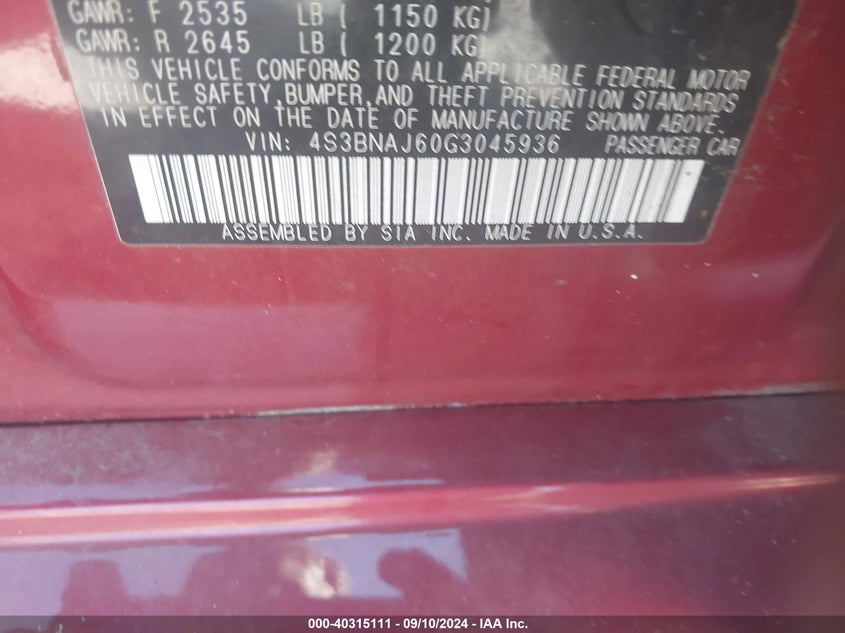 GAWR: F 2535 LB ( 1150 KG)
GAWR: R 2645 LB ( 1200 KG)
THIS VEHICLE CONFORMS TO ALL APPLICABLE FEDERAL MOTOR
VEHICLE SAFETY,BUMPER,AND THEFT PREVENTION STANDARDS
IN EFFECT ON THE DATE OF MANUFACTURE SHOWN ABOVE.
VIN: 4S3BNAJ60G3045936 PASSENGER CAR
ASSEMBLED BY SIA INC. MADE IN U.S.A.
000-40315111 - 09/10/2024 - IAA Inc.